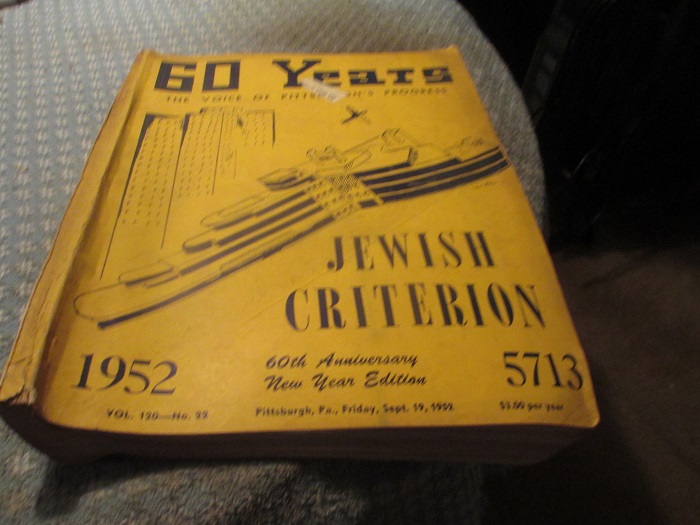 60 Years
THE VOICE OF PROGRESS
JEWISH
CRITERION
1952
60th Anniversary
New Year Edition
5713
VOL. 120—No. 22
Pittsburgh, Pa., Friday, Sept. 19, 1952
$3.00 per year